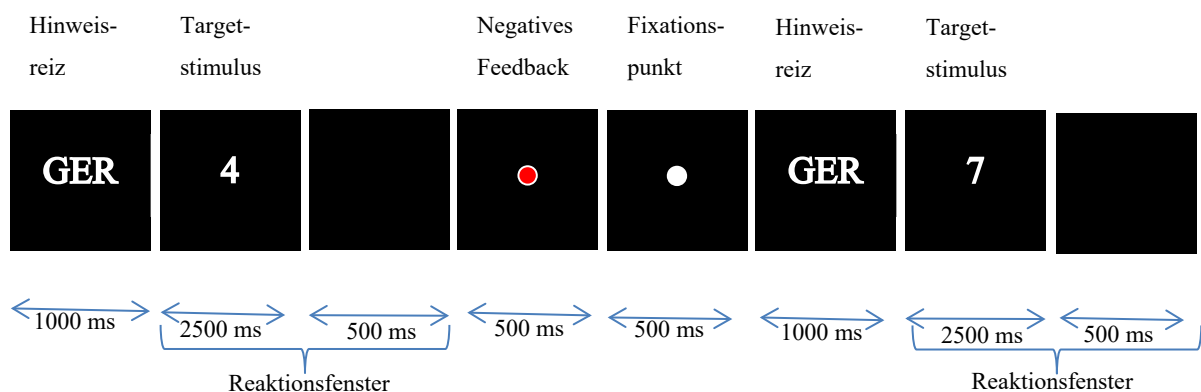 Hinweis-
reiz
Target-
stimulus
Negatives
Feedback
Fixations-
punkt
Hinweis-
reiz
Target-
stimulus
GER
4
GER
7
1000 ms
2500 ms
500 ms
500 ms
500 ms
1000 ms
2500 ms
500 ms
Reaktionsfenster
Reaktionsfenster